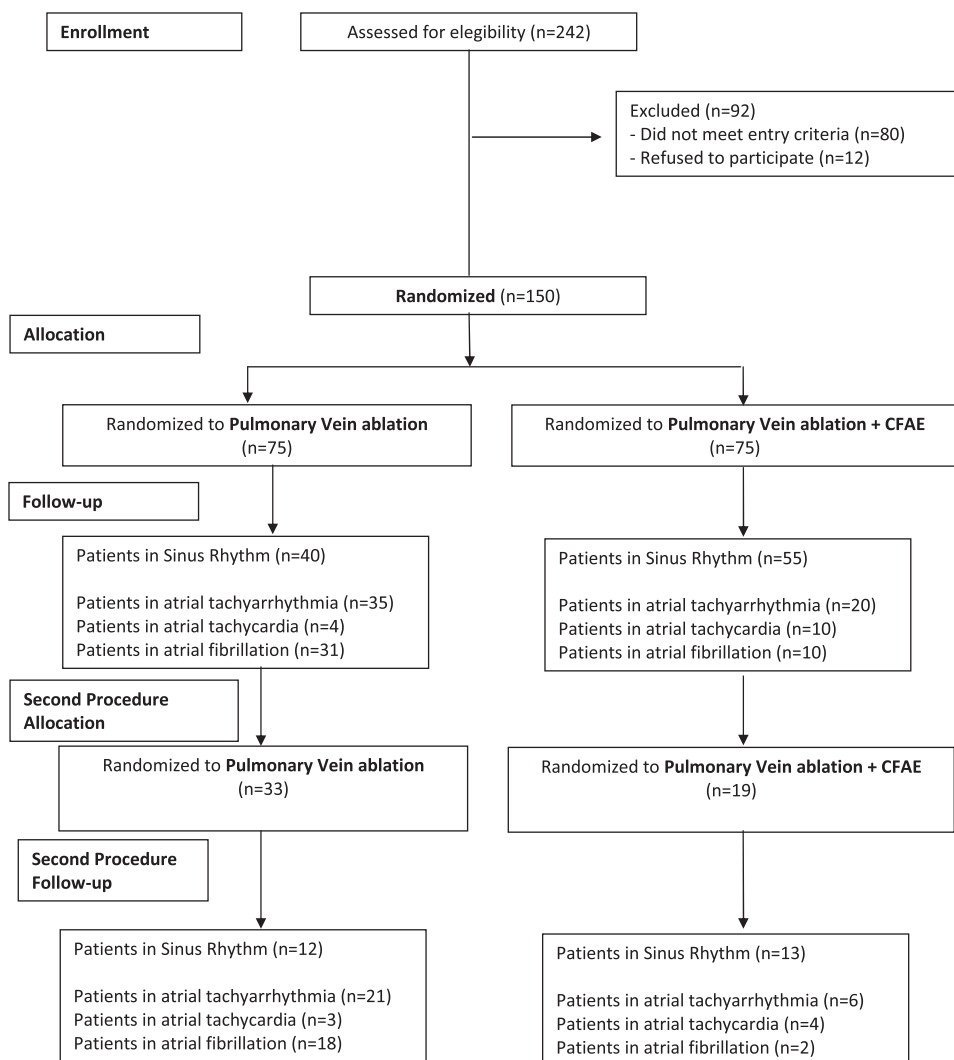 Enrollment
Assessed for elegibility (n=242)
Excluded (n=92)
- Did not meet entry criteria (n=80)
- Refused to participate (n=12)
Randomized (n=150)
Allocation
Randomized to Pulmonary Vein ablation
(n=75)
Randomized to Pulmonary Vein ablation + CFAE
(n=75)
Follow-up
Patients in Sinus Rhythm (n=40)
Patients in atrial tachyarrhythmia (n=35)
Patients in atrial tachycardia (n=4)
Patients in atrial fibrillation (n=31)
Patients in Sinus Rhythm (n=55)
Patients in atrial tachyarrhythmia (n=20)
Patients in atrial tachycardia (n=10)
Patients in atrial fibrillation (n=10)
Second Procedure
Allocation
Randomized to Pulmonary Vein ablation
(n=33)
Randomized to Pulmonary Vein ablation + CFAE
(n=19)
Second Procedure
Follow-up
Patients in Sinus Rhythm (n=12)
Patients in atrial tachyarrhythmia (n=21)
Patients in atrial tachycardia (n=3)
Patients in atrial fibrillation (n=18)
Patients in Sinus Rhythm (n=13)
Patients in atrial tachyarrhythmia (n=6)
Patients in atrial tachycardia (n=4)
Patients in atrial fibrillation (n=2)